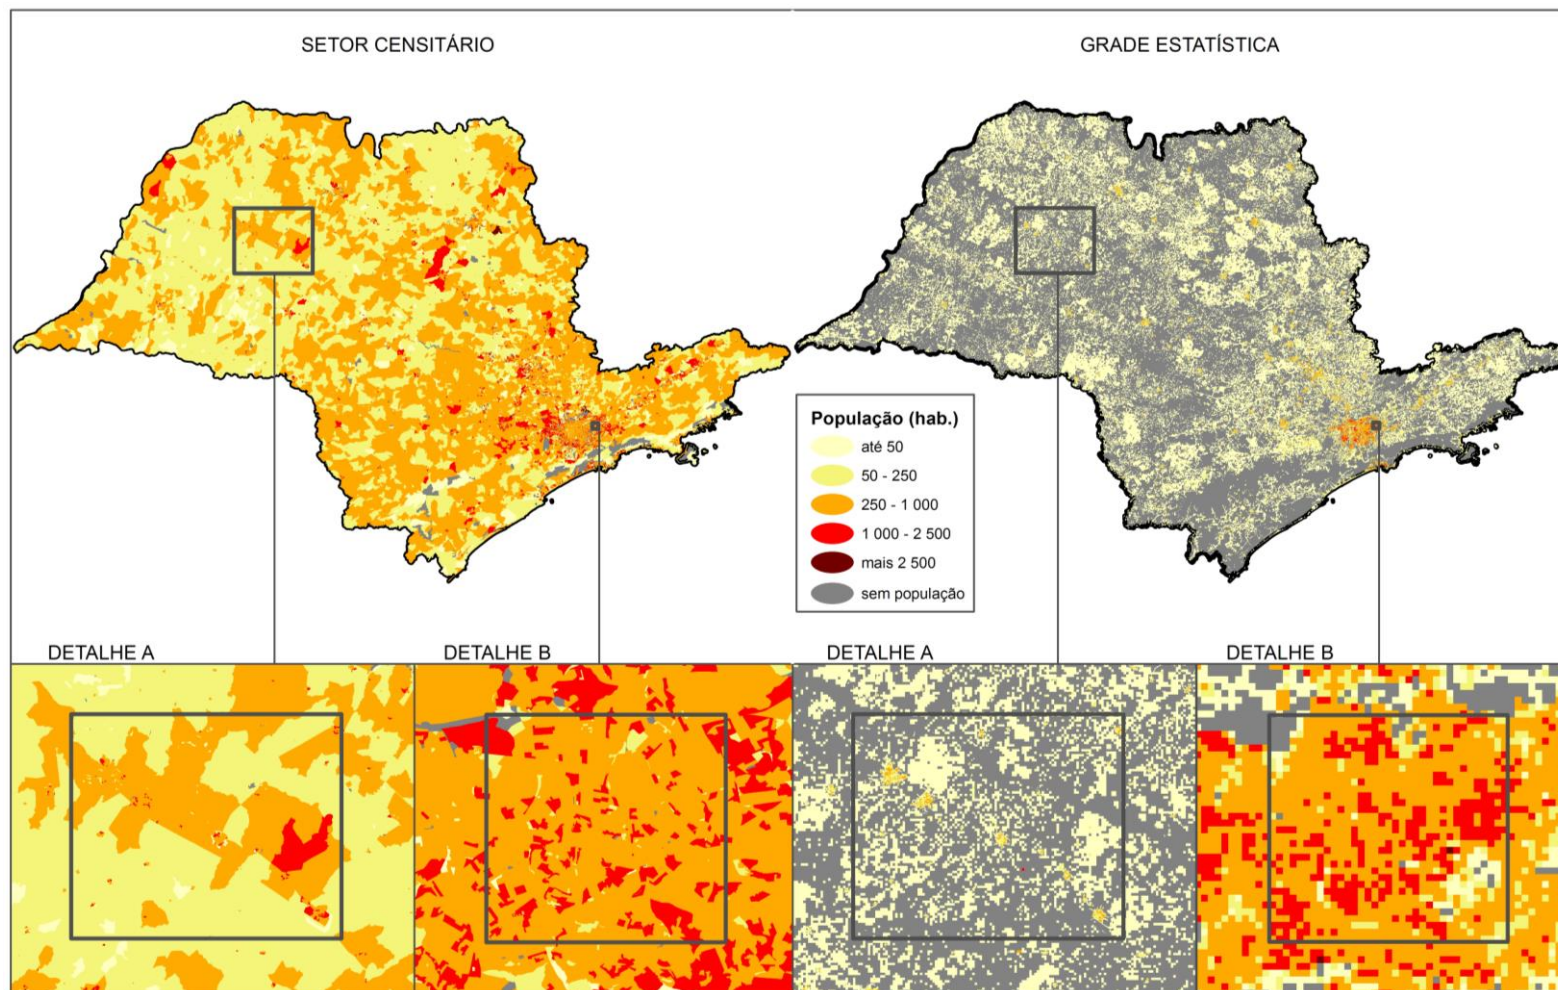 SETOR CENSITÁRIO
GRADE ESTATÍSTICA
População (hab.)
até 50
50 - 250
250 - 1 000
1 000 - 2 500
mais 2 500
sem população
DETALHE A
DETALHE B
DETALHE A
DETALHE B